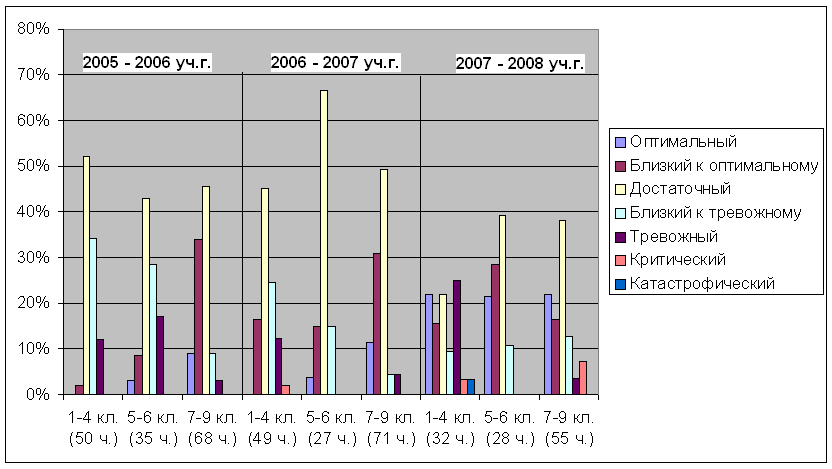 80%
70%
60%
50%
40%
30%
20%
10%
0%
2005 - 2006 уч.г.
2006 - 2007 уч.г.
2007 - 2008 уч.г.
1-4 кл. 5-6 кл. 7-9 кл. 1-4 кл. 5-6 кл. 7-9 кл. 1-4 кл. 5-6 кл. 7-9 кл.
(50 ч.) (35 ч.) (68 ч.) (49 ч.) (27 ч.) (71 ч.) (32 ч.) (28 ч.) (55 ч.)
Оптимальный
Близкий к оптимальному
Достаточный
Близкий к тревожному
Тревожный
Критический
Катастрофический